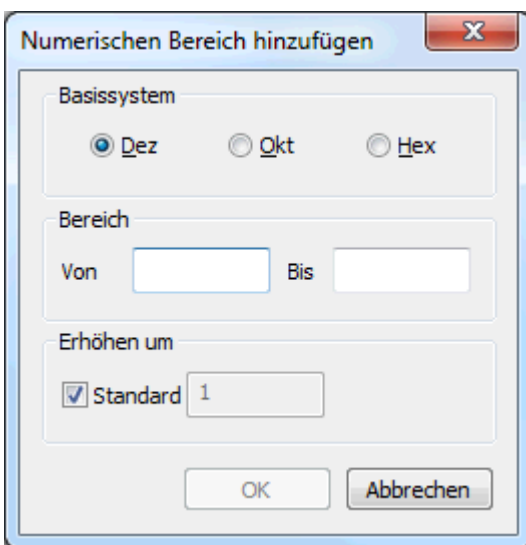 Numerischen Bereich hinzufügen
Basissystem
Dez Okt Hex
Bereich
Von Bis
Erhöhen um
Standard 1
OK Abbrechen